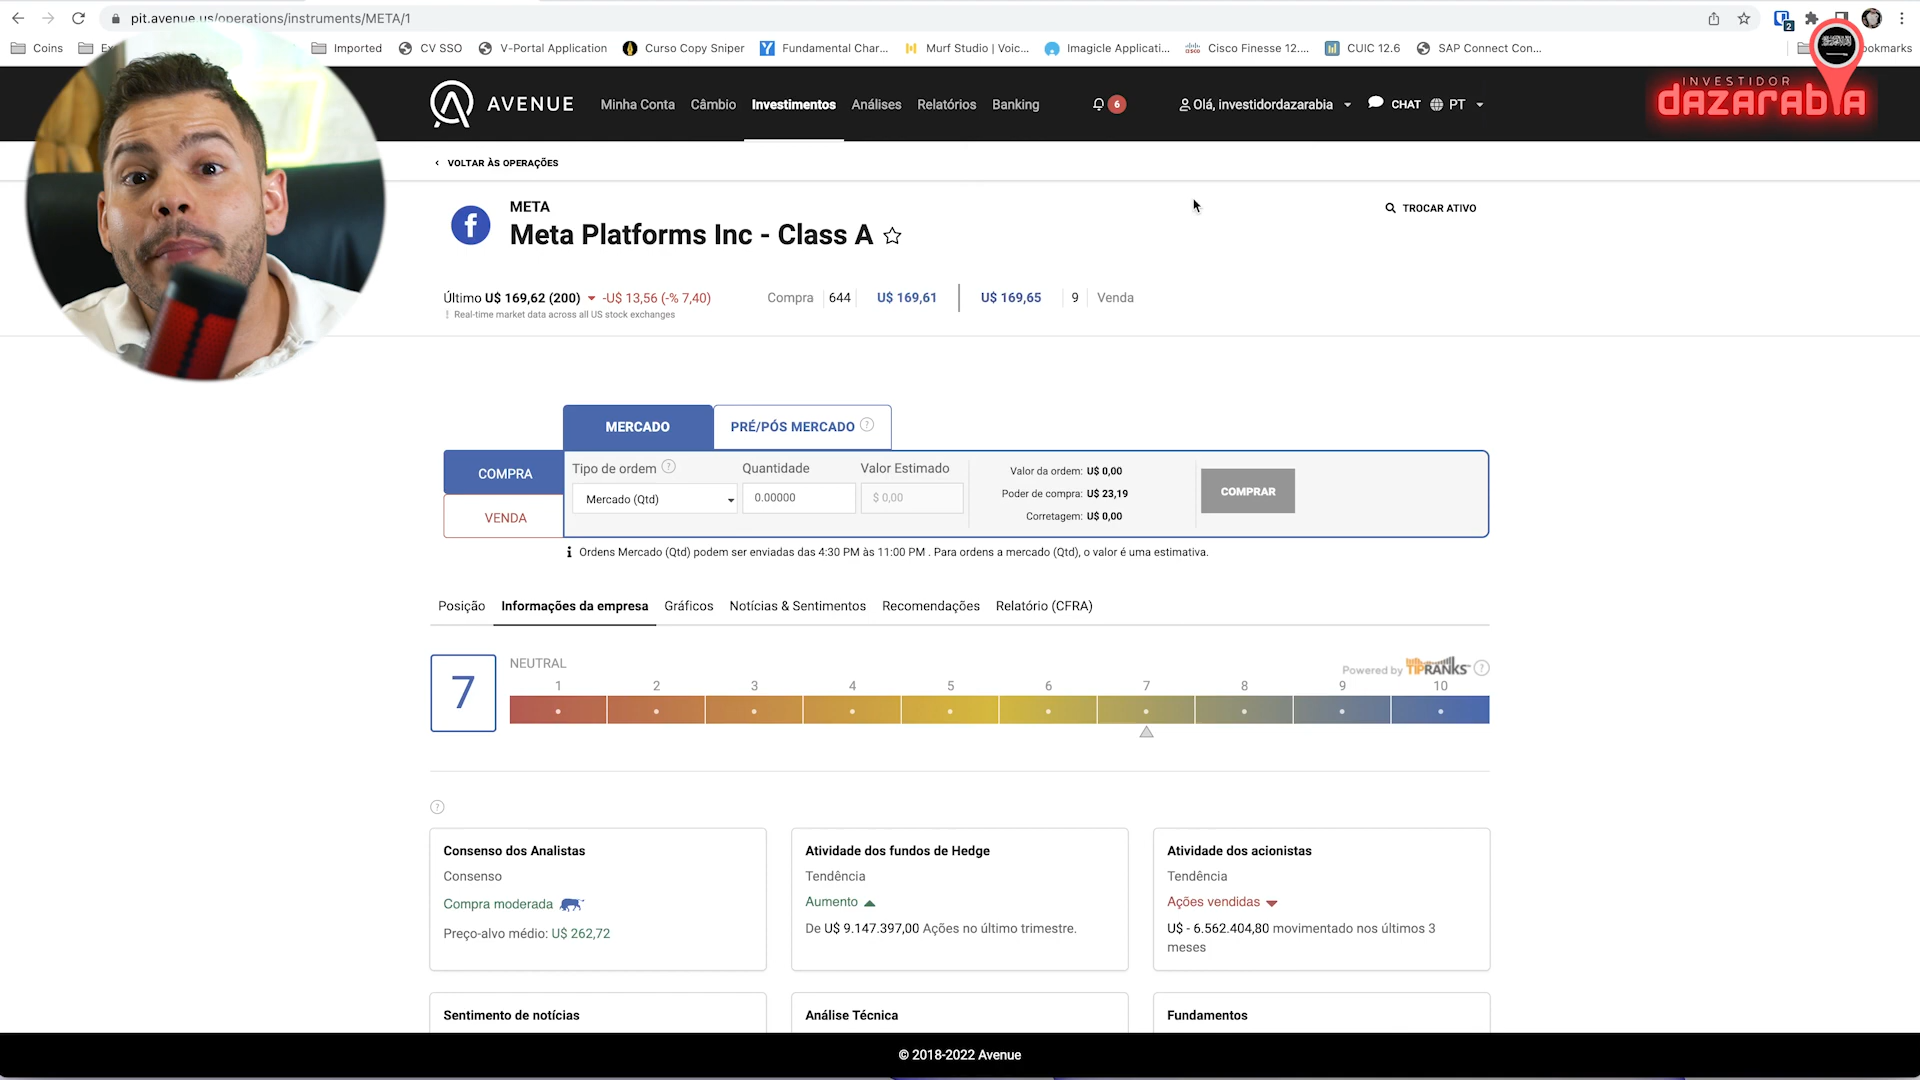 pit.avenue.us/operations/instruments/META/1
2
Coins
Imported
CV SSO
V-Portal Application
Curso Copy Sniper
Fundamental Char...
Murf Studio | Voic...
Imagicle Applicati...
Cisco Finesse 12....
CUIC 12.6
SAP Connect Con...
AVENUE
Minha Conta
Câmbio
Investimentos
Análises
Relatórios
Banking
6
Olá, investidordazarabia
CHAT
PT
INVESTIDOR
dazarabia
VOLTAR ÀS OPERAÇÕES
META
Meta Platforms Inc - Class A
TROCAR ATIVO
Último U$ 169,62 (200) -U$ 13,56 (-% 7,40)
Compra 644 U$ 169,61 U$ 169,65 9 Venda
! Real-time market data across all US stock exchanges
MERCADO
PRÉ/PÓS MERCADO ?
COMPRA
VENDA
Tipo de ordem ?
Mercado (Qtd)
Quantidade
0.00000
Valor Estimado
$ 0,00
Valor da ordem: U$ 0,00
Poder de compra: U$ 23,19
Corretagem: U$ 0,00
COMPRAR
Ordens Mercado (Qtd) podem ser enviadas das 4:30 PM às 11:00 PM . Para ordens a mercado (Qtd), o valor é uma estimativa.
Posição
Informações da empresa
Gráficos
Notícias & Sentimentos
Recomendações
Relatório (CFRA)
7
NEUTRAL
Powered by TIPRANKS ?
1 2 3 4 5 6 7 8 9 10
?
Consenso dos Analistas
Consenso
Compra moderada
Preço-alvo médio: U$ 262,72
Atividade dos fundos de Hedge
Tendência
Aumento
De U$ 9.147.397,00 Ações no último trimestre.
Atividade dos acionistas
Tendência
Ações vendidas
U$ - 6.562.404,80 movimentado nos últimos 3
meses
Sentimento de notícias
Análise Técnica
Fundamentos
© 2018-2022 Avenue